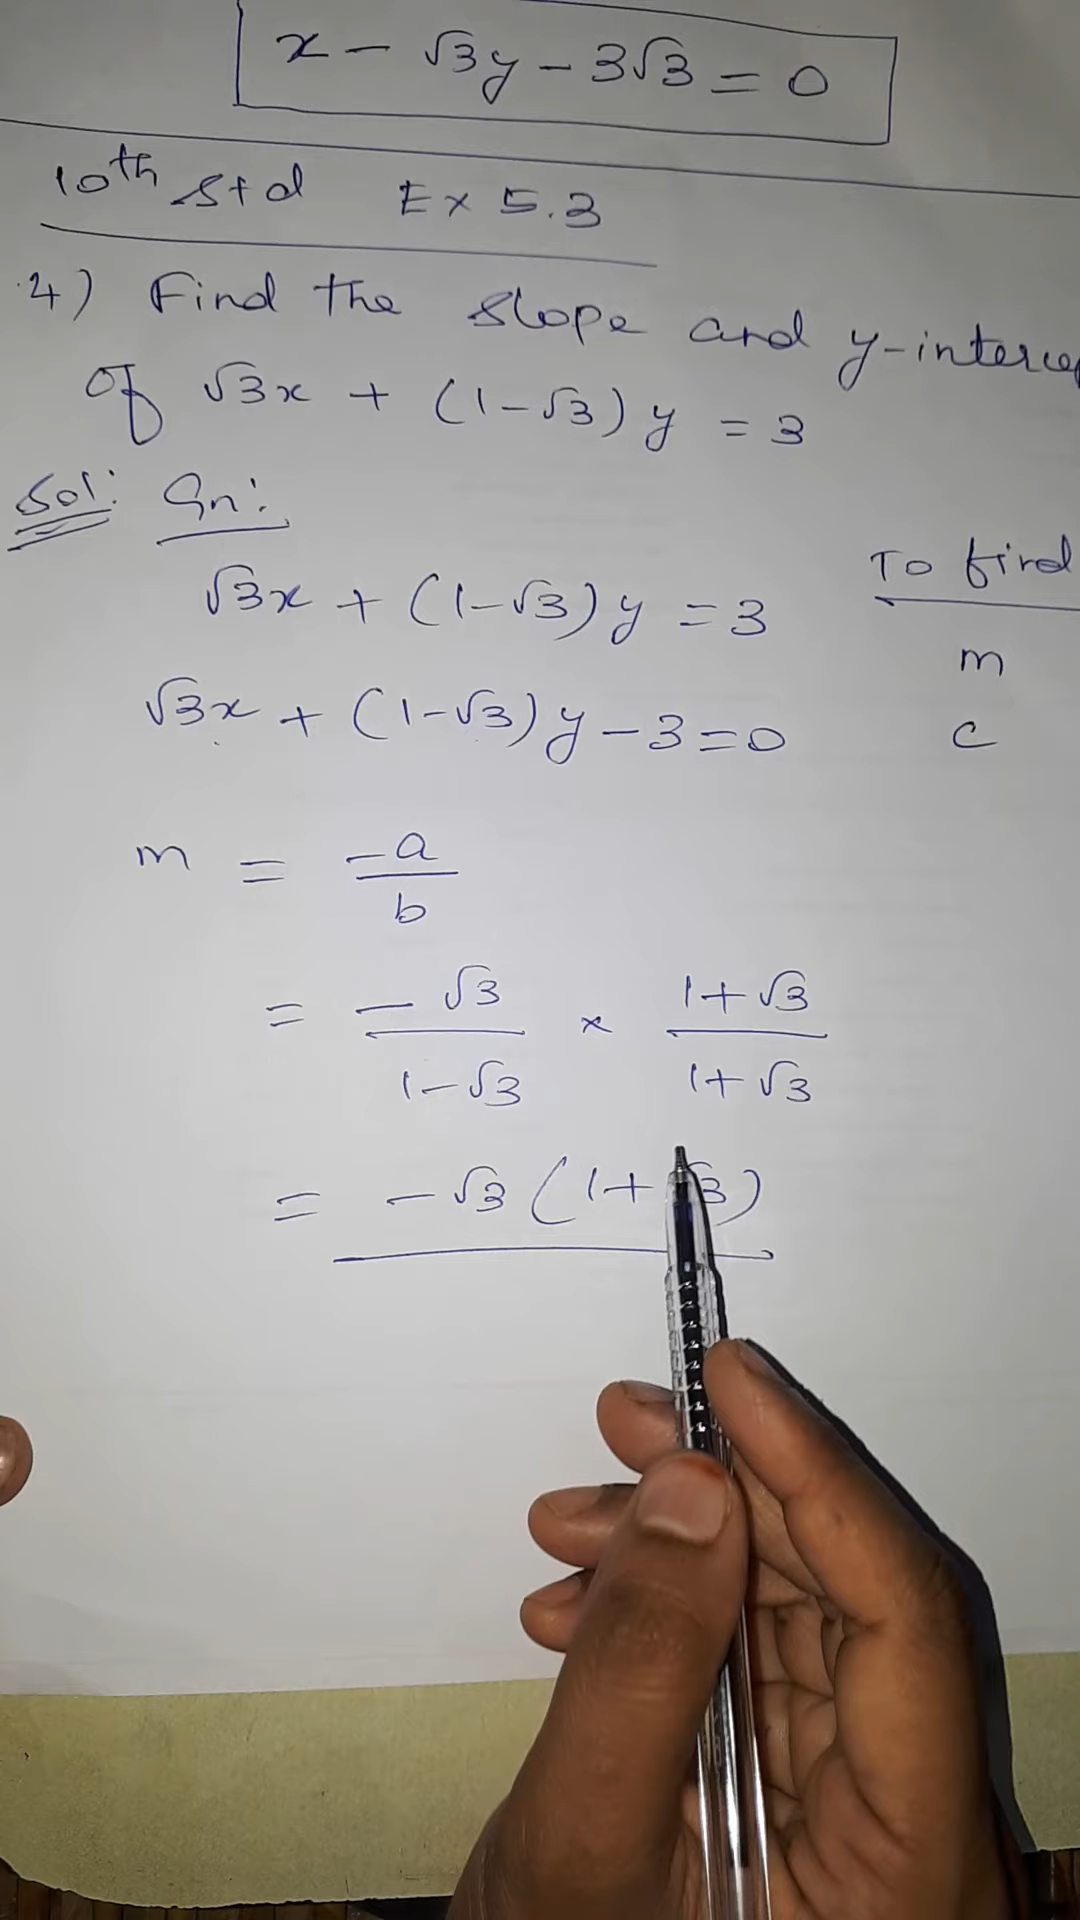 x - √3y - 3√3 = 0
10th Std Ex 5.3
4) Find the slope and y-interce
of √3x + (1-√3) y = 3
Sol: Gn:
√3x + (1-√3) y = 3
To find
√3x + (1-√3) y - 3 = 0
m
c
m = -a/b
= -√3/1-√3 × 1+√3/1+√3
= -√3 (1+√3)